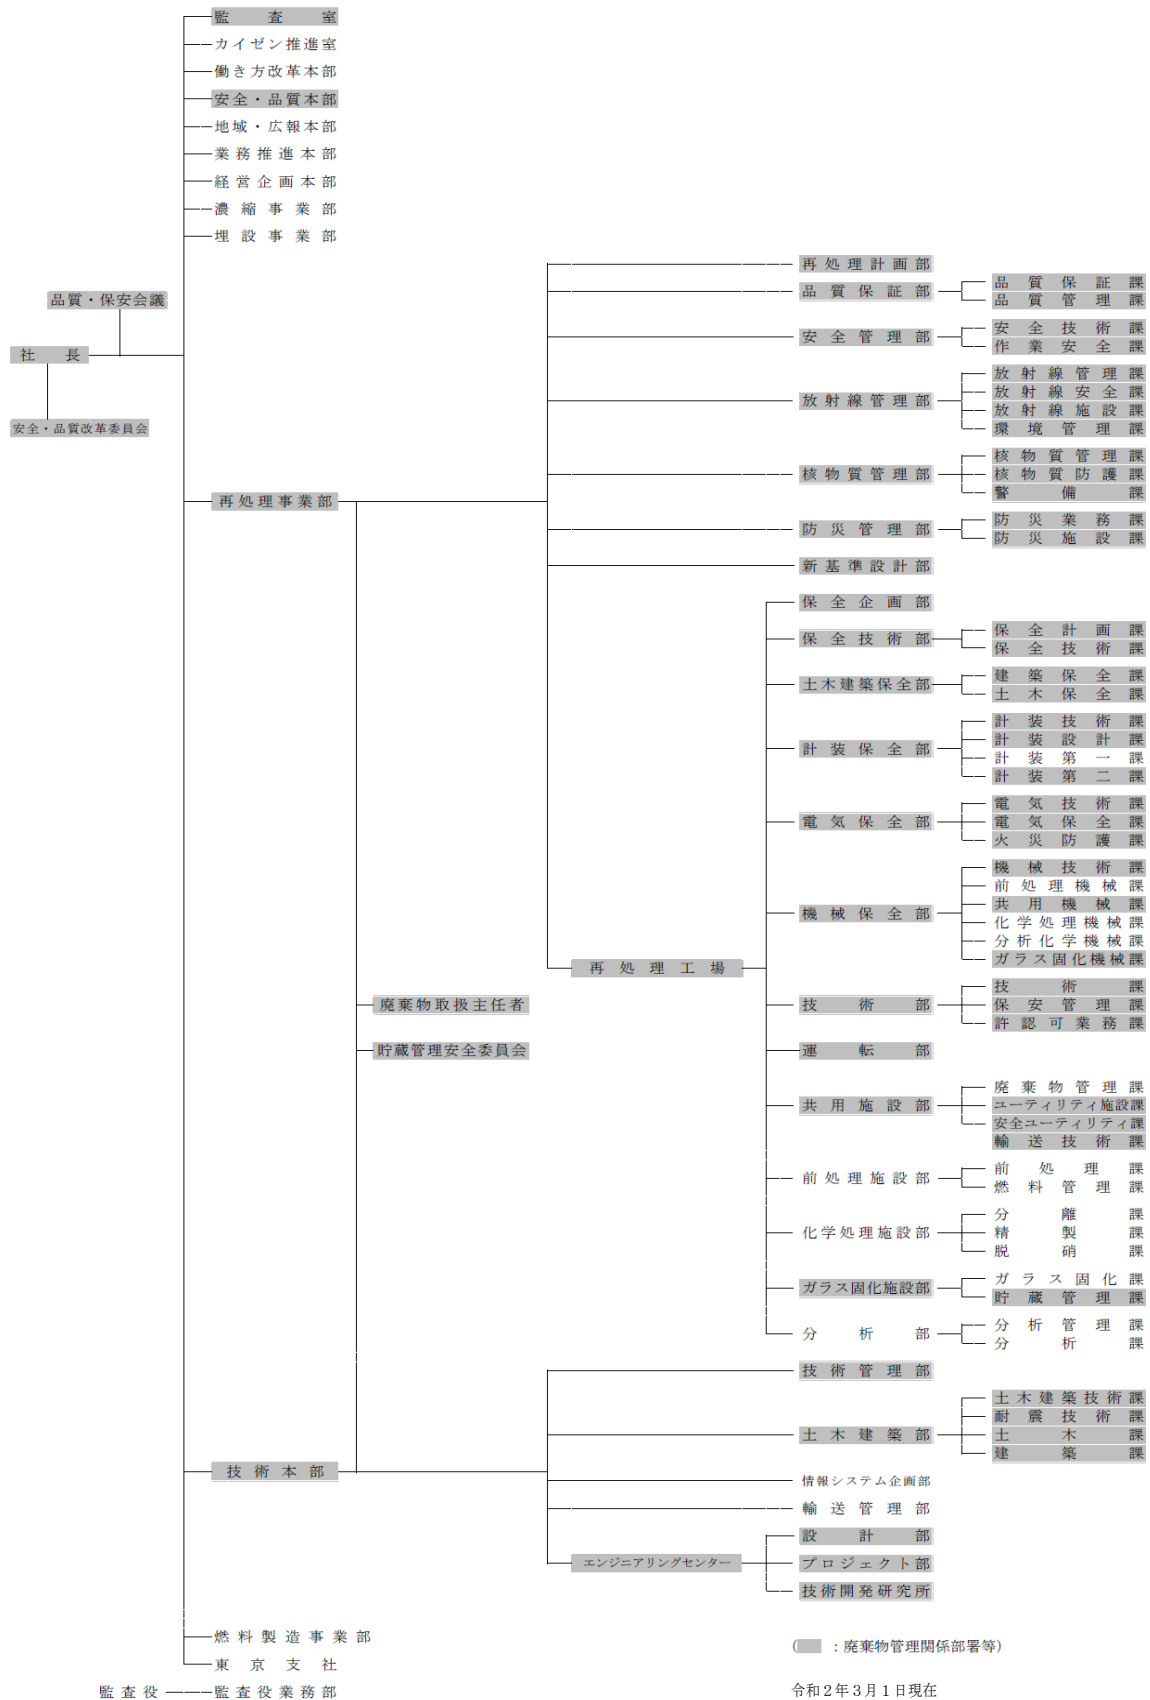 監査室
カイゼン推進室
働き方改革本部
安全・品質本部
地域・広報本部
業務推進本部
経営企画本部
濃縮事業部
埋設事業部
品質・保安会議
社長
安全・品質改革委員会
再処理事業部
再処理計画部
品質保証部
品質保証課
品質管理課
安全管理部
安全技術課
作業安全課
放射線管理部
放射線管理課
放射線安全課
放射線施設課
環境管理課
核物質管理部
核物質管理課
核物質防護課
警備課
防災管理部
防災業務課
防災施設課
新基準設計部
再処理工場
保全企画部
保全技術部
保全計画課
保全技術課
土木建築保全部
建築保全課
土木保全課
計装保全部
計装技術課
計装設計課
計装第一課
計装第二課
電気保全部
電気技術課
電気保全課
火災防護課
機械保全部
機械技術課
前処理機械課
共用機械課
化学処理機械課
分析化学機械課
ガラス固化機械課
技術部
技術課
保安管理課
許認可業務課
運転部
共用施設部
廃棄物管理課
ユーティリティ施設課
安全ユーティリティ課
輸送技術課
前処理施設部
前処理課
燃料管理課
化学処理施設部
分離課
精製課
脱硝課
ガラス固化施設部
ガラス固化課
貯蔵管理課
分析部
分析管理課
分析課
廃棄物取扱主任者
貯蔵管理安全委員会
技術本部
技術管理部
土木建築部
土木建築技術課
耐震技術課
土木課
建築課
情報システム企画部
輸送管理部
エンジニアリングセンター
設計部
プロジェクト部
技術開発研究所
燃料製造事業部
東京支社
監査役
監査役業務部
(　：廃棄物管理関係部署等)
令和２年３月１日現在